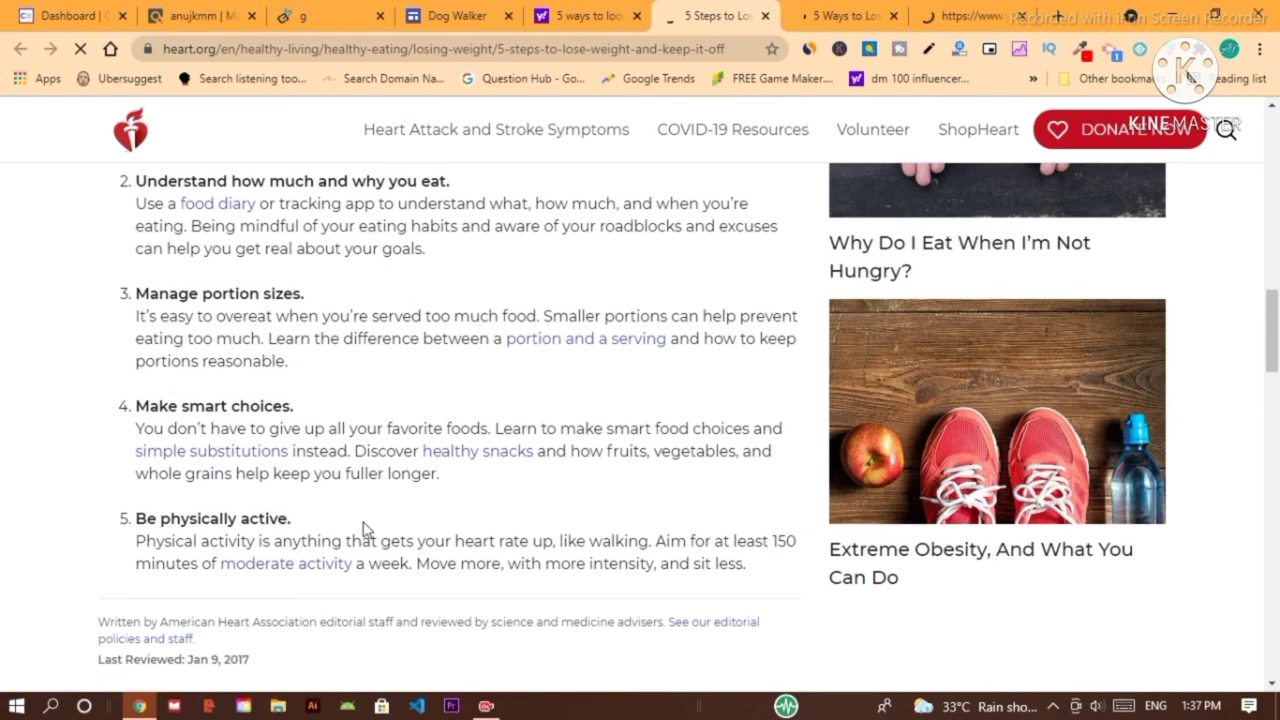 Dashboard | C
anujkmm | M
g
Dog Walker
5 ways to loo
5 Steps to Lo
5 Ways to Lo
https://www.
Recorded with iFun Screen Recorder
heart.org/en/healthy-living/healthy-eating/losing-weight/5-steps-to-lose-weight-and-keep-it-off
Apps
Ubersuggest
Search listening too...
Search Domain Na...
Question Hub - Go...
Google Trends
FREE Game Maker....
dm 100 influencer...
»
Other bookmarks
Reading list
Heart Attack and Stroke Symptoms
COVID-19 Resources
Volunteer
ShopHeart
DONATE NOW
KINEMASTER
2. Understand how much and why you eat.
Use a food diary or tracking app to understand what, how much, and when you're
eating. Being mindful of your eating habits and aware of your roadblocks and excuses
can help you get real about your goals.
3. Manage portion sizes.
It's easy to overeat when you're served too much food. Smaller portions can help prevent
eating too much. Learn the difference between a portion and a serving and how to keep
portions reasonable.
4. Make smart choices.
You don't have to give up all your favorite foods. Learn to make smart food choices and
simple substitutions instead. Discover healthy snacks and how fruits, vegetables, and
whole grains help keep you fuller longer.
5. Be physically active.
Physical activity is anything that gets your heart rate up, like walking. Aim for at least 150
minutes of moderate activity a week. Move more, with more intensity, and sit less.
Written by American Heart Association editorial staff and reviewed by science and medicine advisers. See our editorial
policies and staff.
Last Reviewed: Jan 9, 2017
Why Do I Eat When I'm Not
Hungry?
Extreme Obesity, And What You
Can Do
33°C Rain sho...
ENG
1:37 PM